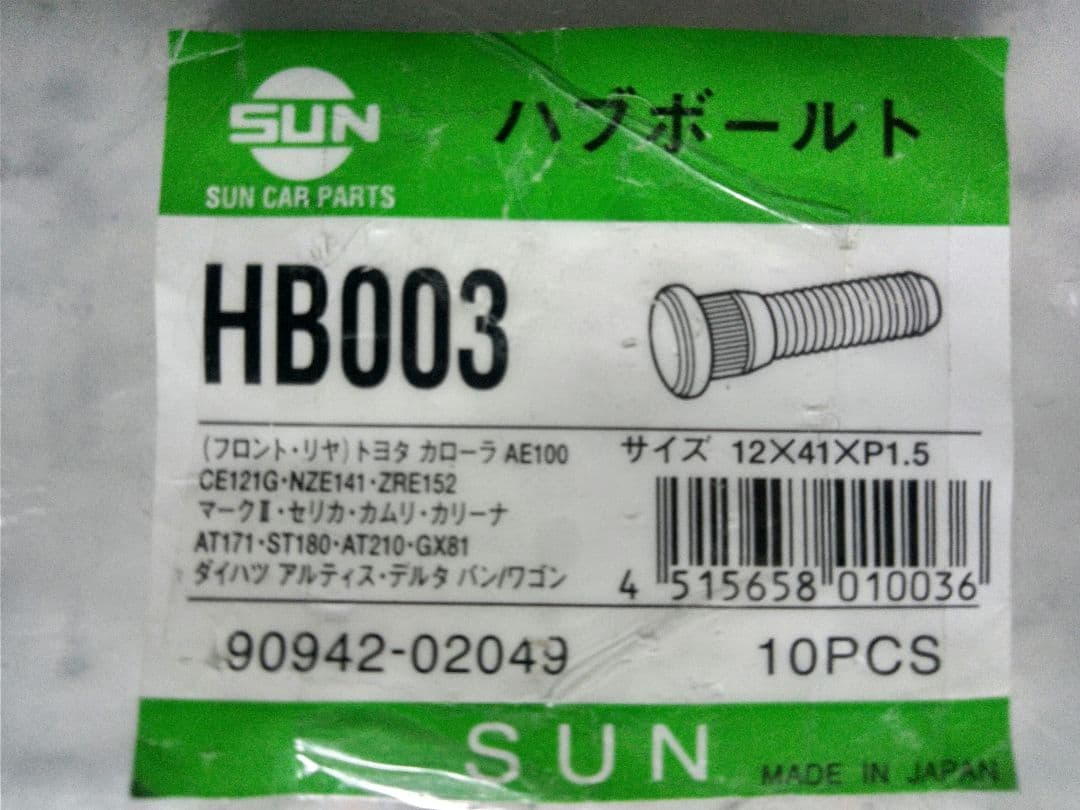 SUN
SUN CAR PARTS
ハブボールト
HB003
(フロント・リヤ)トヨタ カローラ AE100
CE121G・NZE141・ZRE152
マークⅡ・セリカ・カムリ・カリーナ
AT171・ST180・AT210・GX81
ダイハツ アルティス・デルタ バン/ワゴン
サイズ 12×41×P1.5
4 515658 010036
90942-02049
10PCS
SUN
MADE IN JAPAN